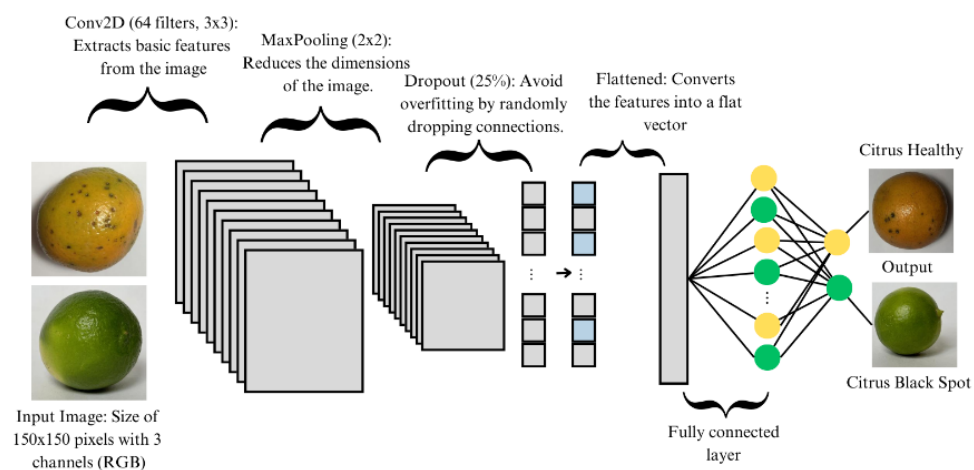 Conv2D (64 filters, 3x3):
Extracts basic features
from the image
MaxPooling (2x2):
Reduces the dimensions
of the image.
Dropout (25%): Avoid
overfitting by randomly
dropping connections.
Flattened: Converts
the features into a flat
vector
Citrus Healthy
Output
Citrus Black Spot
Input Image: Size of
150x150 pixels with 3
channels (RGB)
Fully connected
layer